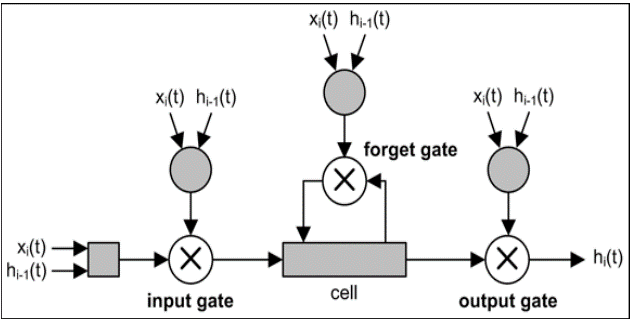 xi(t) hi-1(t)
xi(t) hi-1(t)
xi(t) hi-1(t)
forget gate
xi(t)
hi-1(t)
hi(t)
input gate
cell
output gate